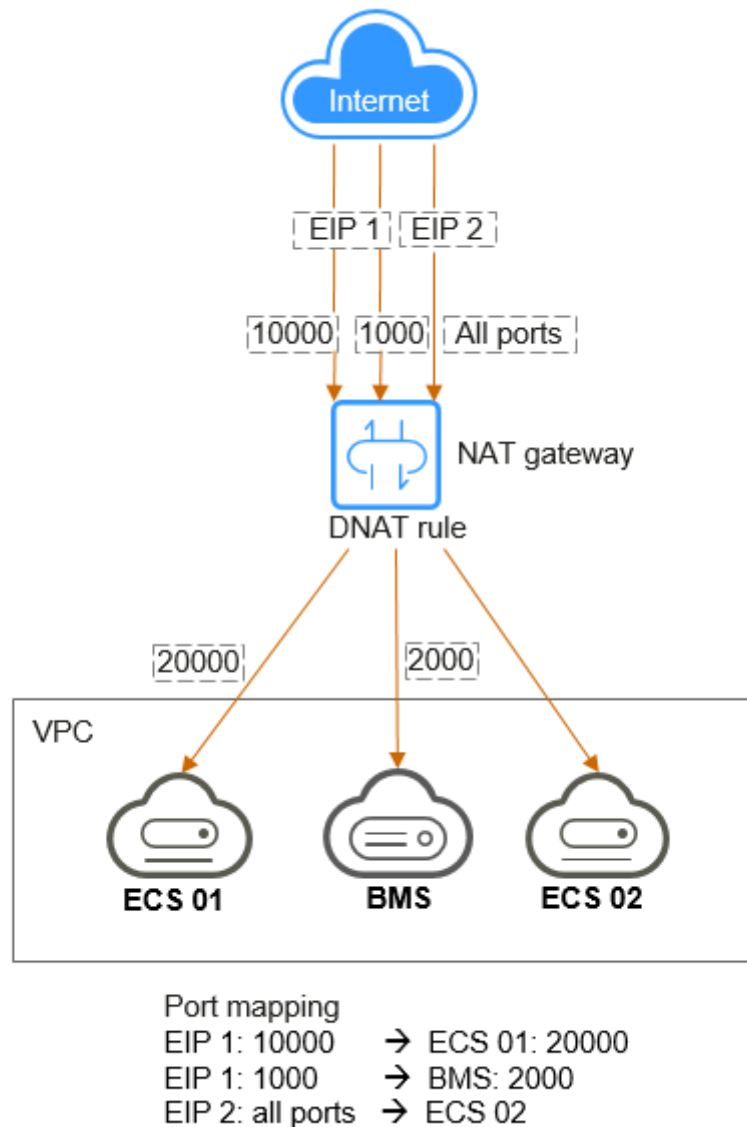 Internet
EIP 1 EIP 2
10000 1000 All ports
NAT gateway
DNAT rule
20000 2000
VPC
ECS 01 BMS ECS 02
Port mapping
EIP 1: 10000 → ECS 01: 20000
EIP 1: 1000 → BMS: 2000
EIP 2: all ports → ECS 02